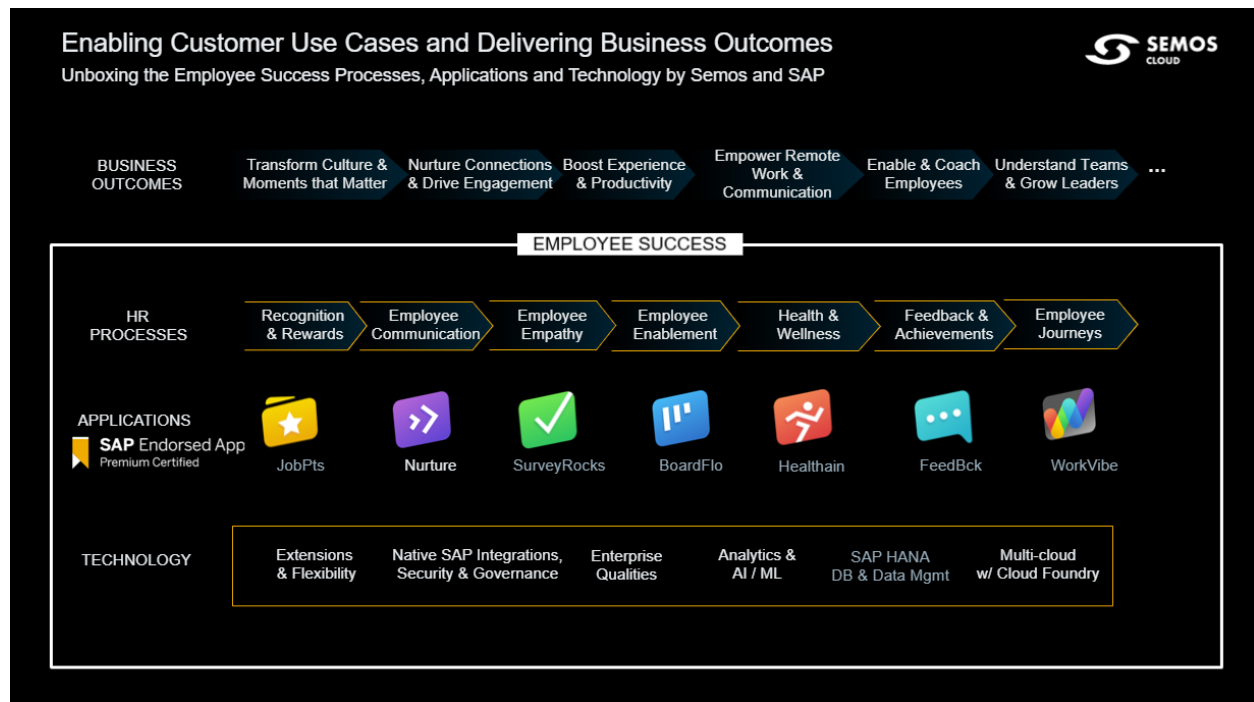 Enabling Customer Use Cases and Delivering Business Outcomes
Unboxing the Employee Success Processes, Applications and Technology by Semos and SAP
SEMOS
CLOUD
BUSINESS
OUTCOMES
Transform Culture &
Moments that Matter
Nurture Connections
& Drive Engagement
Boost Experience
& Productivity
Empower Remote
Work &
Communication
Enable & Coach
Employees
Understand Teams
& Grow Leaders
...
EMPLOYEE SUCCESS
HR
PROCESSES
Recognition
& Rewards
Employee
Communication
Employee
Empathy
Employee
Enablement
Health &
Wellness
Feedback &
Achievements
Employee
Journeys
APPLICATIONS
SAP Endorsed App
Premium Certified
JobPts
Nurture
SurveyRocks
BoardFlo
Healthain
FeedBck
WorkVibe
TECHNOLOGY
Extensions
& Flexibility
Native SAP Integrations,
Security & Governance
Enterprise
Qualities
Analytics &
AI / ML
SAP HANA
DB & Data Mgmt
Multi-cloud
w/ Cloud Foundry